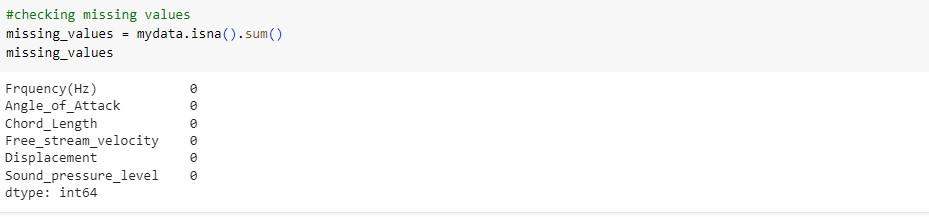 #checking missing values
missing_values = mydata.isna().sum()
missing_values
Frquency(Hz) 0
Angle_of_Attack 0
Chord_Length 0
Free_stream_velocity 0
Displacement 0
Sound_pressure_level 0
dtype: int64